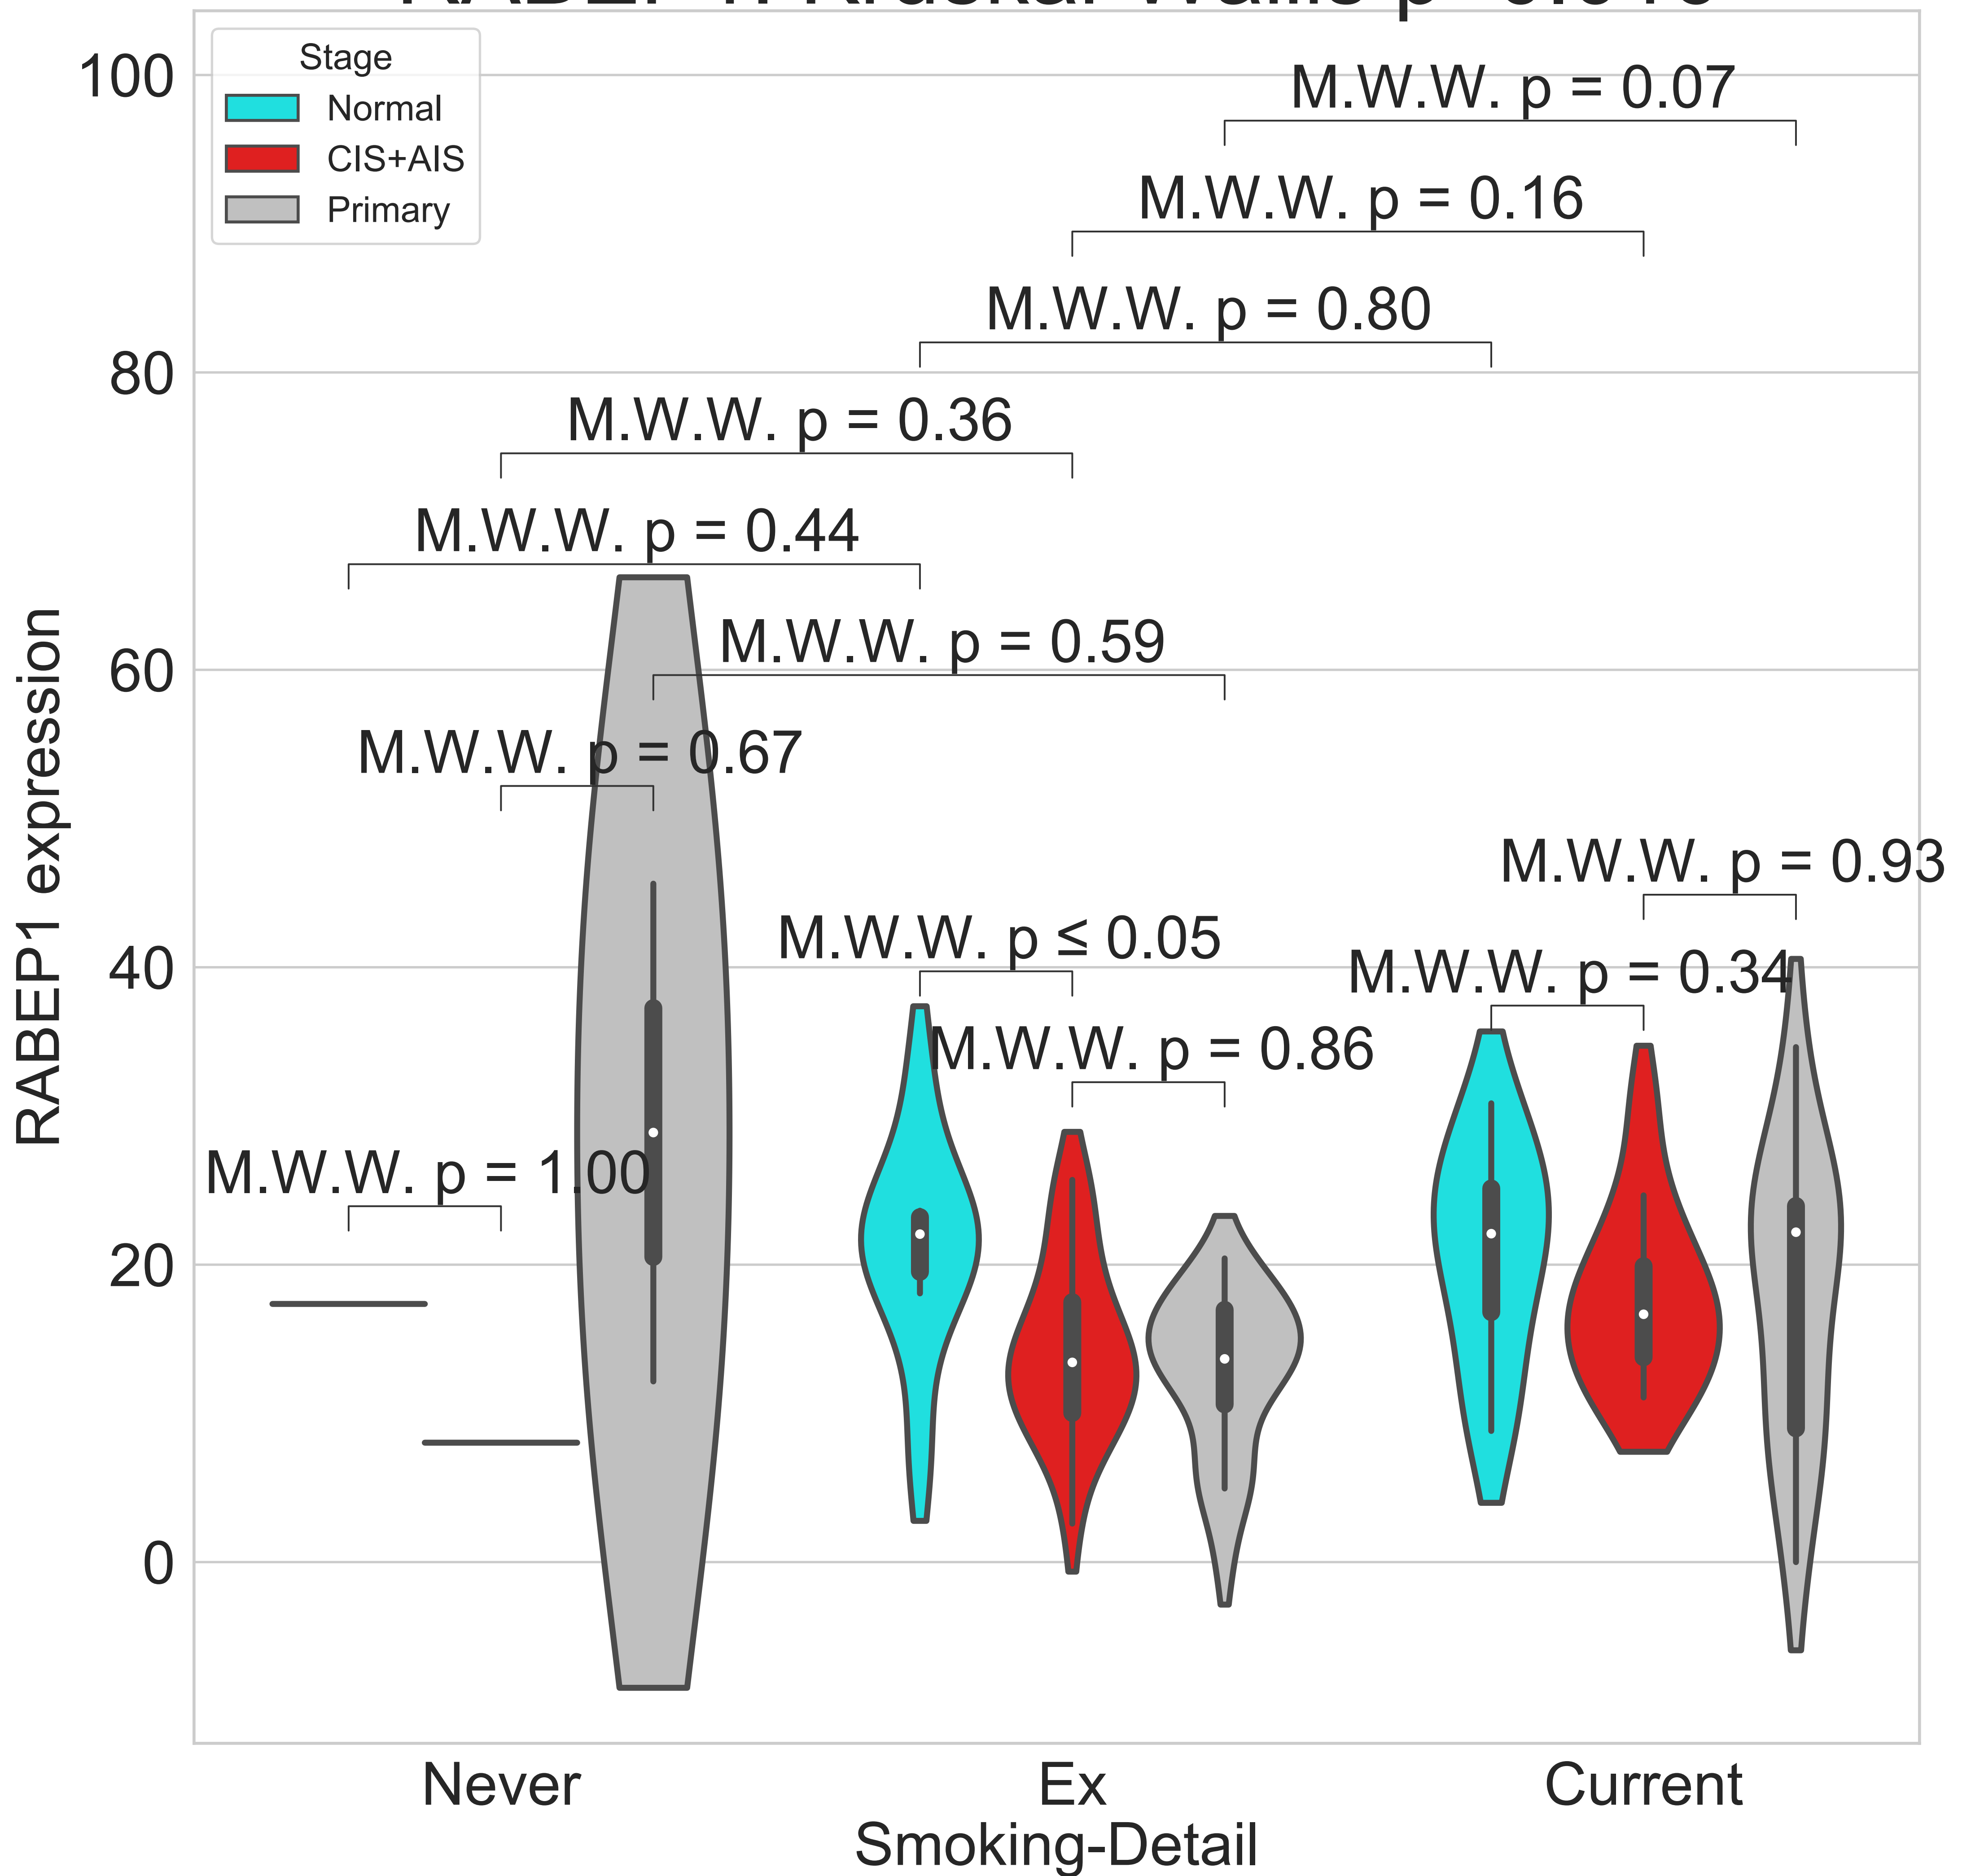 Stage
Normal
CIS+AIS
Primary
100
80
60
40
20
0
RABEP1 expression
M.W.W. p = 0.07
M.W.W. p = 0.16
M.W.W. p = 0.80
M.W.W. p = 0.36
M.W.W. p = 0.44
M.W.W. p = 0.59
M.W.W. p = 0.67
M.W.W. p = 0.93
M.W.W. p ≤ 0.05
M.W.W. p = 0.34
M.W.W. p = 0.86
M.W.W. p = 1.00
Never
Ex
Current
Smoking-Detail